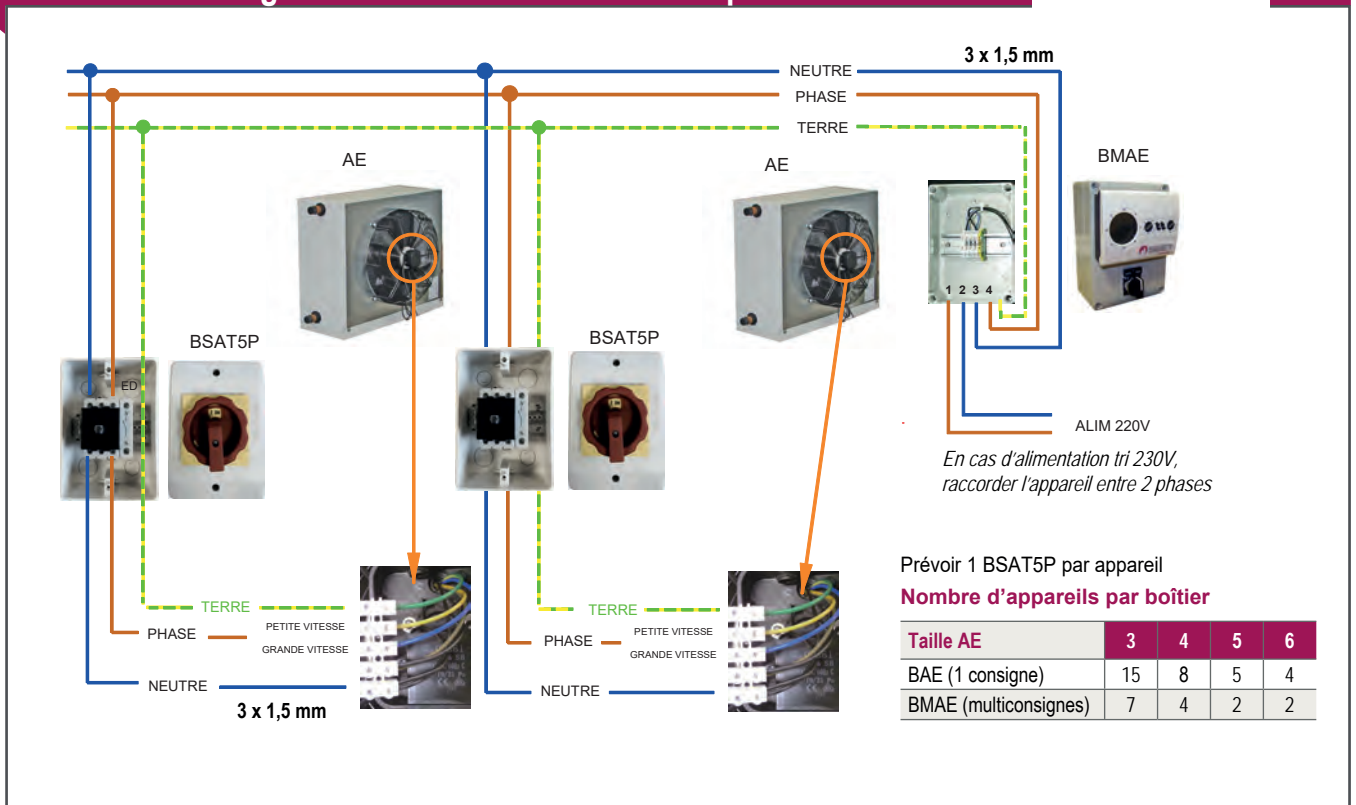 3 x 1,5 mm
NEUTRE
PHASE
TERRE
AE
AE
BMAE
1 2 3 4
BSAT5P
BSAT5P
ED
ALIM 220V
En cas d'alimentation tri 230V,
raccorder l'appareil entre 2 phases
TERRE
PHASE
PETITE VITESSE
GRANDE VITESSE
NEUTRE
3 x 1,5 mm
TERRE
PHASE
PETITE VITESSE
GRANDE VITESSE
NEUTRE
Prévoir 1 BSAT5P par appareil
Nombre d'appareils par boîtier
Taille AE 3 4 5 6
BAE (1 consigne) 15 8 5 4
BMAE (multiconsignes) 7 4 2 2